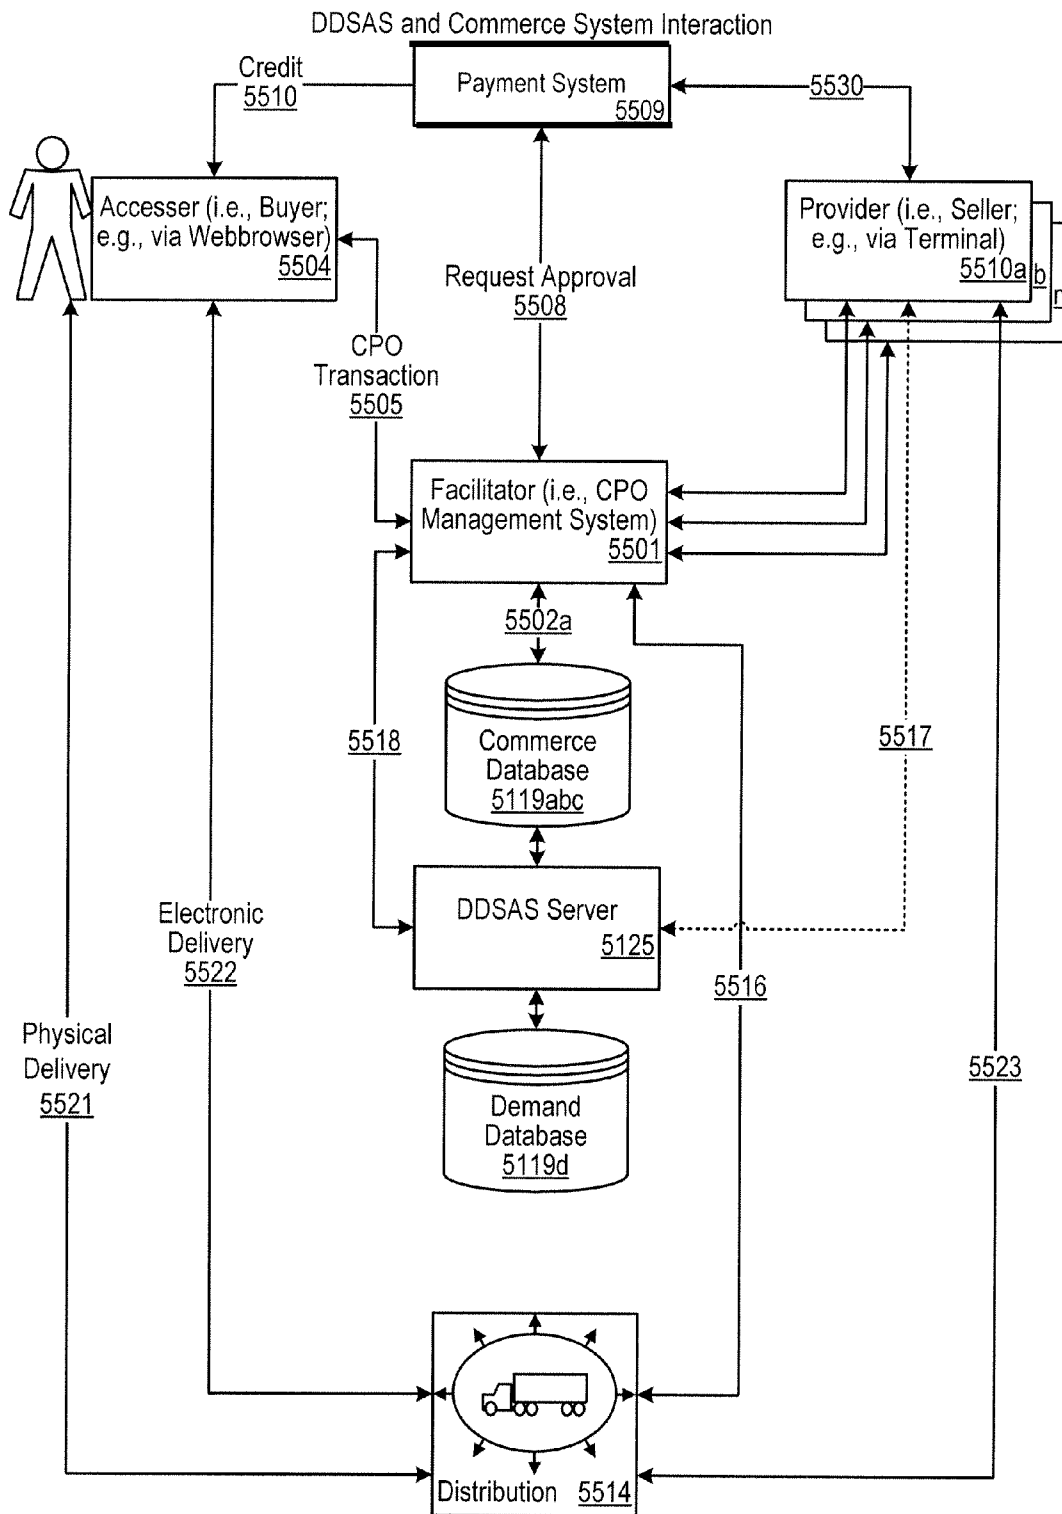 DDSAS and Commerce System Interaction
Credit
5510
Payment System
5509
5530
Accesser (i.e., Buyer;
e.g., via Webbrowser)
5504
Provider (i.e., Seller;
e.g., via Terminal)
5510a
b
n
Request Approval
5508
CPO
Transaction
5505
Facilitator (i.e., CPO
Management System)
5501
5502a
5518
Commerce
Database
5119abc
5517
DDSAS Server
5125
Electronic
Delivery
5522
5516
Physical
Delivery
5521
5523
Demand
Database
5119d
Distribution
5514